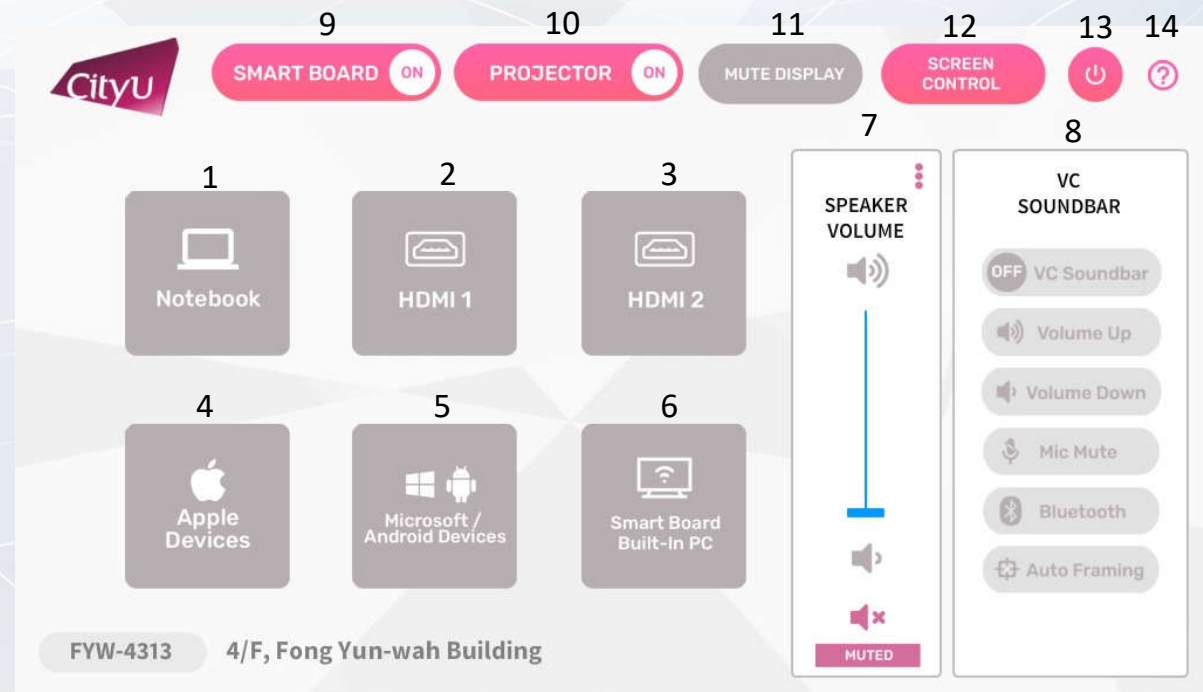 9
10
11
12
13
14
CityU
SMART BOARD ON
PROJECTOR ON
MUTE DISPLAY
SCREEN
CONTROL
?
7
8
1
2
3
Notebook
HDMI 1
HDMI 2
SPEAKER
VOLUME
VC
SOUNDBAR
OFF VC Soundbar
Volume Up
Volume Down
Mic Mute
Bluetooth
Auto Framing
4
5
6
Apple
Devices
Microsoft /
Android Devices
Smart Board
Built-In PC
MUTED
FYW-4313
4/F, Fong Yun-wah Building